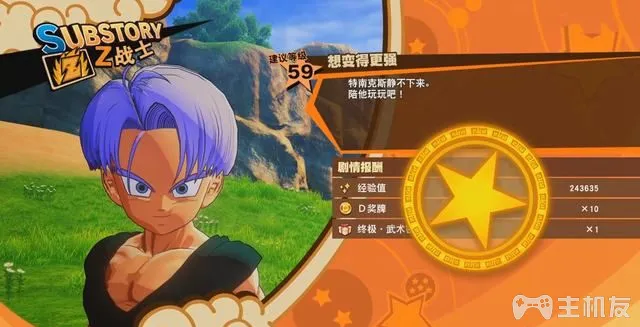 SUBSTORY
Z
Z战士
建议等级
59
想变得更强
特南克斯静不下来。
陪他玩玩吧！
剧情报酬
经验值 243635
D奖牌 ×10
终极·武术 ×1
主机友